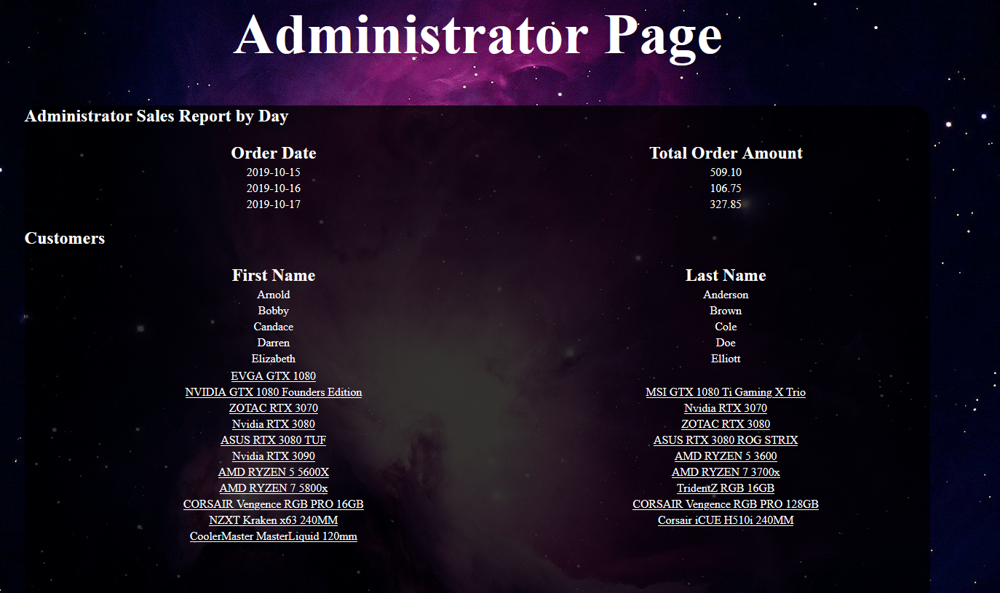 Administrator Page
Administrator Sales Report by Day
Order Date Total Order Amount
2019-10-15 509.10
2019-10-16 106.75
2019-10-17 327.85
Customers
First Name Last Name
Arnold Anderson
Bobby Brown
Candace Cole
Darren Doe
Elizabeth Elliott
EVGA GTX 1080
NVIDIA GTX 1080 Founders Edition MSI GTX 1080 Ti Gaming X Trio
ZOTAC RTX 3070 Nvidia RTX 3070
Nvidia RTX 3080 ZOTAC RTX 3080
ASUS RTX 3080 TUF ASUS RTX 3080 ROG STRIX
Nvidia RTX 3090 AMD RYZEN 5 3600
AMD RYZEN 5 5600X AMD RYZEN 7 3700x
AMD RYZEN 7 5800x TridentZ RGB 16GB
CORSAIR Vengence RGB PRO 16GB CORSAIR Vengence RGB PRO 128GB
NZXT Kraken x63 240MM Corsair iCUE H510i 240MM
CoolerMaster MasterLiquid 120mm